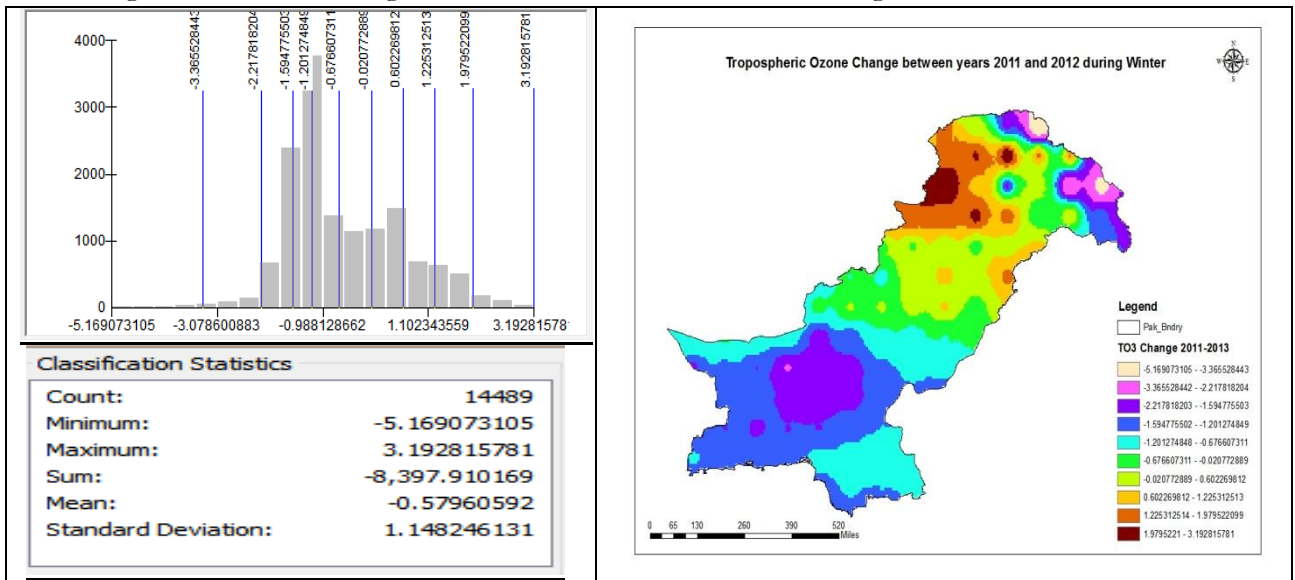 -3.365528443
-2.217818204
-1.594775503
-1.201274849
-0.676607311
-0.020772889
0.602269812
1.225312513
1.979522099
3.192815781
4000
3000
2000
1000
0
-5.169073105 -3.078600883 -0.988128662 1.102343559 3.19281578
Classification Statistics
Count: 14489
Minimum: -5.169073105
Maximum: 3.192815781
Sum: -8,397.910169
Mean: -0.57960592
Standard Deviation: 1.148246131
Tropospheric Ozone Change between years 2011 and 2012 during Winter
N
W E
S
Legend
Pak_Bndry
TO3 Change 2011-2013
-5.169073105 - -3.365528443
-3.365528442 - -2.217818204
-2.217818203 - -1.594775503
-1.594775502 - -1.201274849
-1.201274848 - -0.676607311
-0.676607311 - -0.020772889
-0.020772889 - 0.602269812
0.602269812 - 1.225312513
1.225312514 - 1.979522099
1.9795221 - 3.192815781
0 65 130 260 390 520
Miles